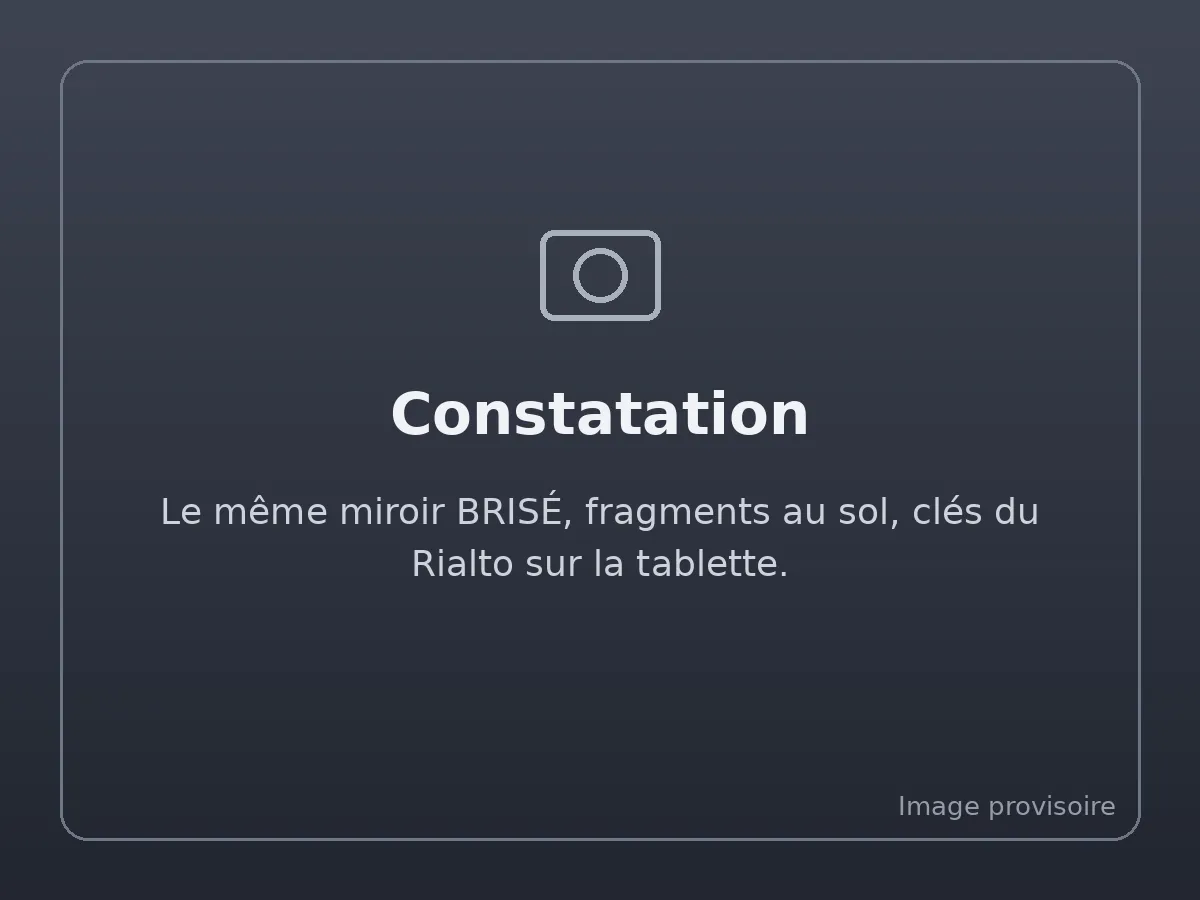 Constatation
Le même miroir BRISÉ, fragments au sol, clés du
Rialto sur la tablette.
Image provisoire